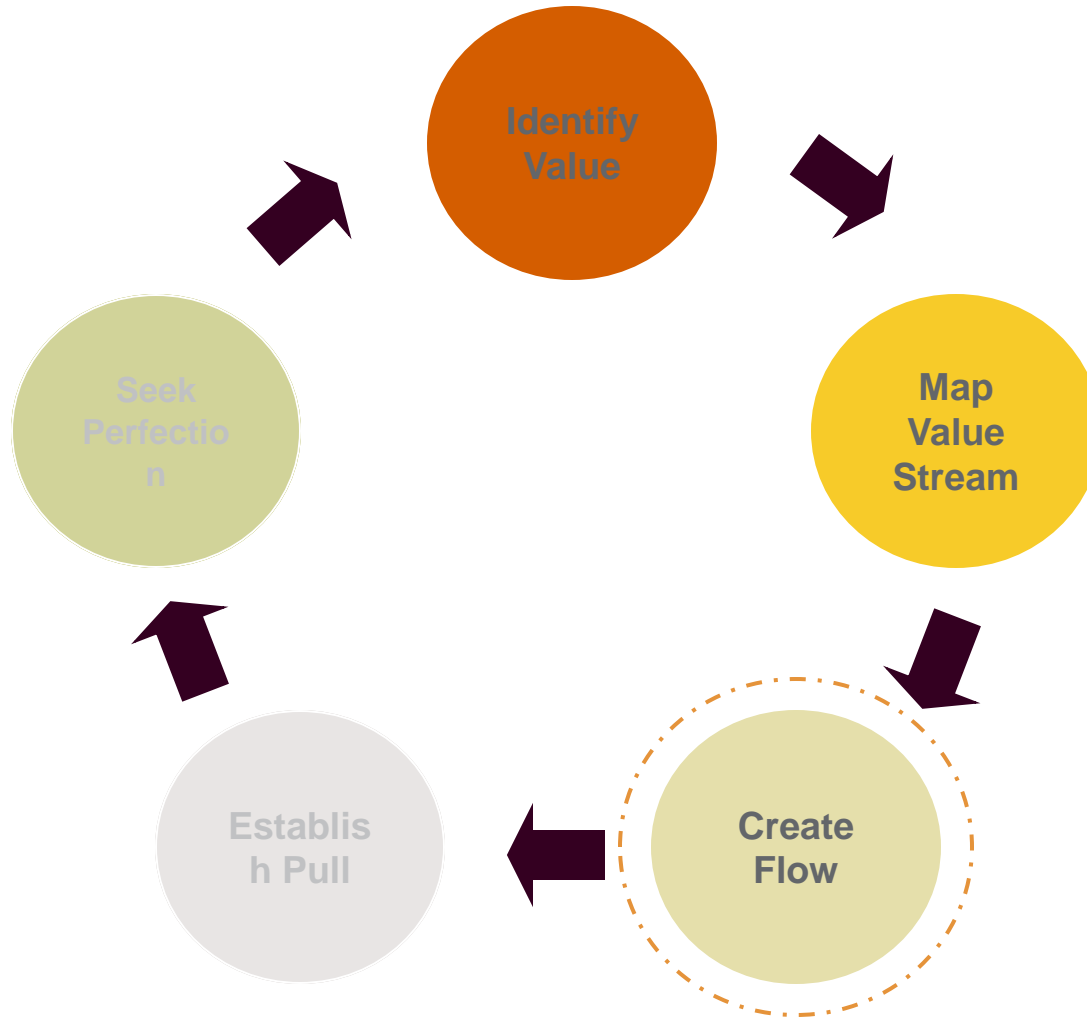 Identify
Value
Map
Value
Stream
Create
Flow
Establis
h Pull
Seek
Perfectio
n